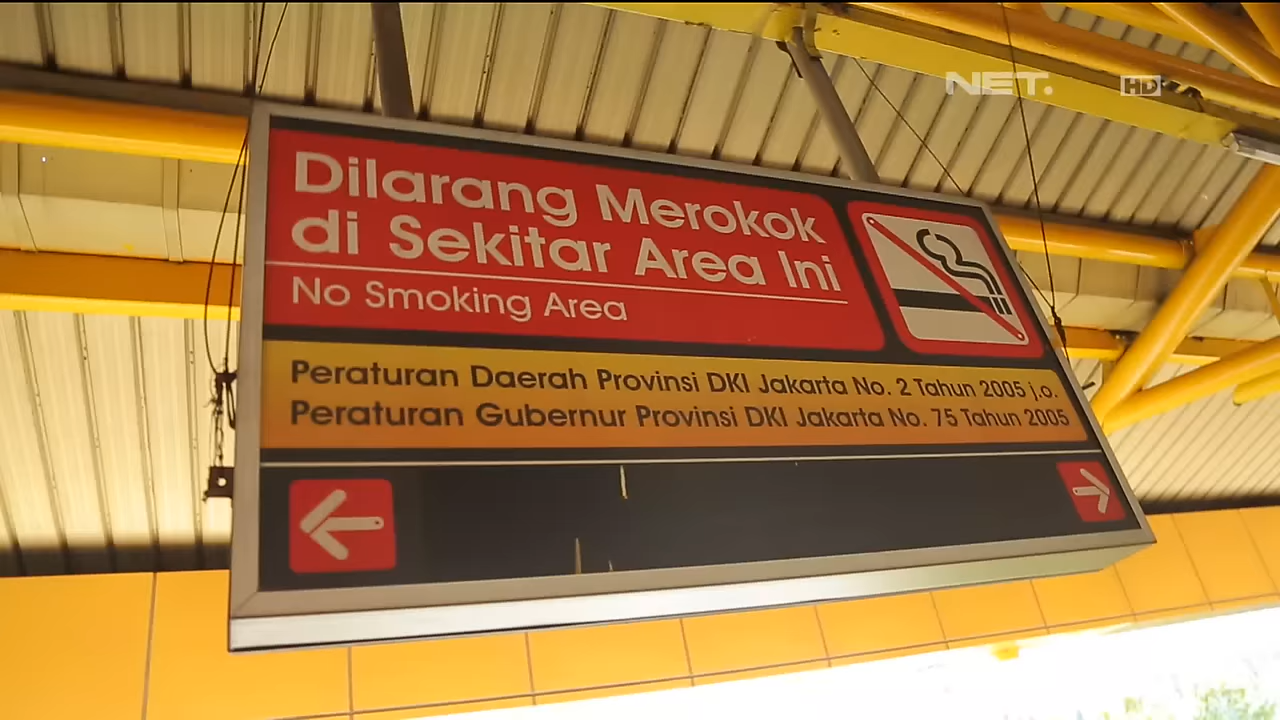 NET. HD
Dilarang Merokok
di Sekitar Area Ini
No Smoking Area
Peraturan Daerah Provinsi DKI Jakarta No. 2 Tahun 2005 j.o.
Peraturan Gubernur Provinsi DKI Jakarta No. 75 Tahun 2005